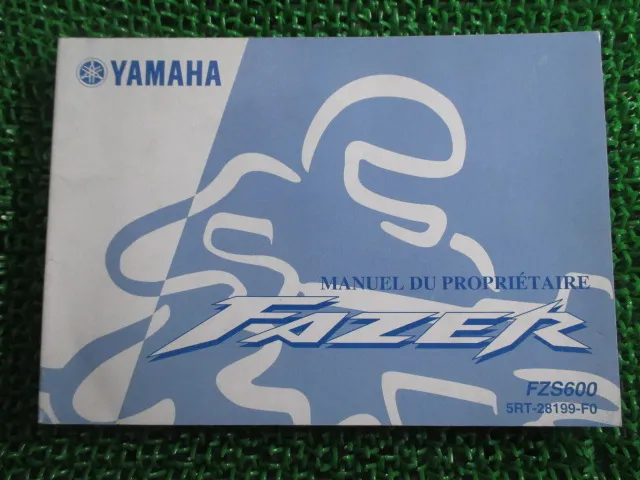 YAMAHA
MANUEL DU PROPRIÉTAIRE
FAZER
FZS600
5RT-28199-F0